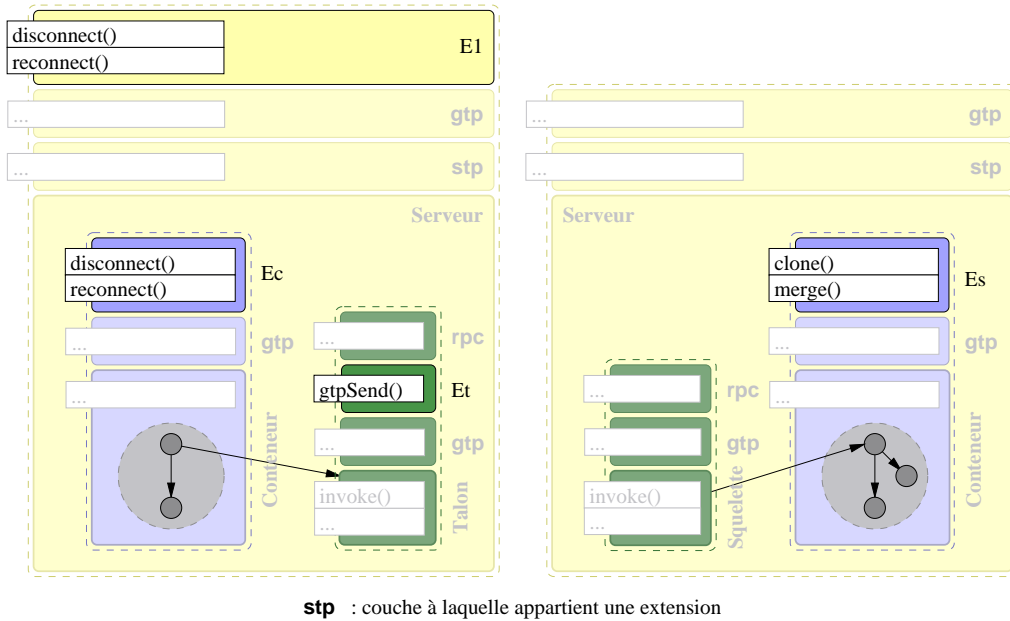 disconnect()
reconnect()
E1
...
gtp
...
stp
Serveur
disconnect()
reconnect()
Ec
...
gtp
...
Conteneur
...
rpc
gtpSend()
Et
...
gtp
invoke()
...
Talon
...
gtp
...
stp
Serveur
clone()
merge()
Es
...
gtp
...
Conteneur
...
rpc
...
gtp
invoke()
...
Squelette
stp : couche à laquelle appartient une extension